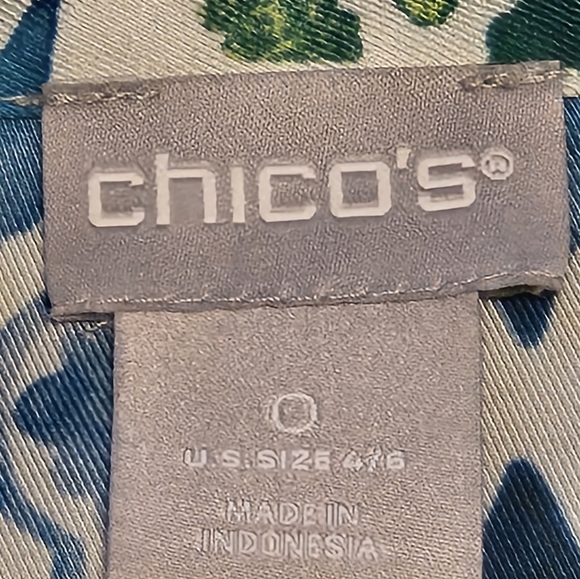 chico's®
0
U.S. SIZE 4/6
MADE IN
INDONESIA